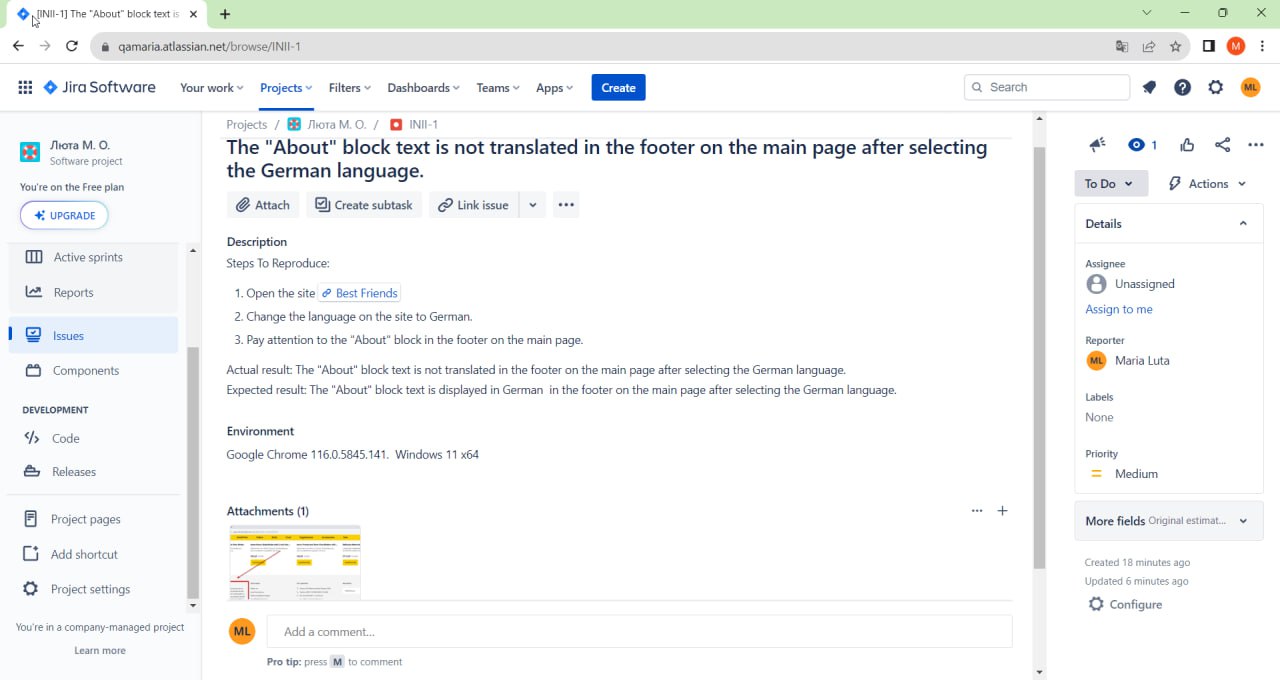 [INII-1] The "About" block text is
qamaria.atlassian.net/browse/INII-1
M
Jira Software
Your work
Projects
Filters
Dashboards
Teams
Apps
Create
Search
ML
Люта М. О.
Software project
You're on the Free plan
UPGRADE
Active sprints
Reports
Issues
Components
DEVELOPMENT
Code
Releases
Project pages
Add shortcut
Project settings
You're in a company-managed project
Learn more
Projects / Люта М. О. / INII-1
The "About" block text is not translated in the footer on the main page after selecting
the German language.
Attach
Create subtask
Link issue
Description
Steps To Reproduce:
1. Open the site Best Friends
2. Change the language on the site to German.
3. Pay attention to the "About" block in the footer on the main page.
Actual result: The "About" block text is not translated in the footer on the main page after selecting the German language.
Expected result: The "About" block text is displayed in German in the footer on the main page after selecting the German language.
Environment
Google Chrome 116.0.5845.141. Windows 11 x64
Attachments (1)
ML
Add a comment...
Pro tip: press M to comment
1
To Do
Actions
Details
Assignee
Unassigned
Assign to me
Reporter
ML Maria Luta
Labels
None
Priority
Medium
More fields Original estimat...
Created 18 minutes ago
Updated 6 minutes ago
Configure